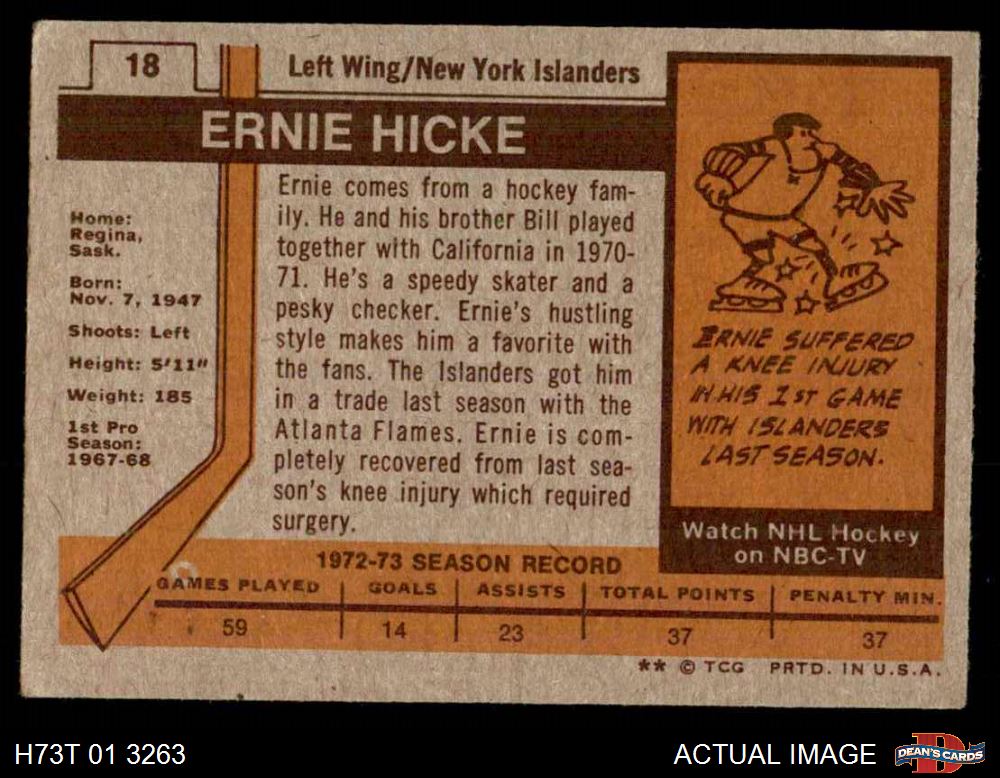 18
Left Wing/New York Islanders
ERNIE HICKE
Home:
Regina,
Sask.
Born:
Nov. 7, 1947
Shoots: Left
Height: 5'11"
Weight: 185
1st Pro
Season:
1967-68
Ernie comes from a hockey fam-
ily. He and his brother Bill played
together with California in 1970-
71. He's a speedy skater and a
pesky checker. Ernie's hustling
style makes him a favorite with
the fans. The Islanders got him
in a trade last season with the
Atlanta Flames. Ernie is com-
pletely recovered from last sea-
son's knee injury which required
surgery.
ERNIE SUFFERED
A KNEE INJURY
IN HIS 1ST GAME
WITH ISLANDERS
LAST SEASON.
Watch NHL Hockey
on NBC-TV
1972-73 SEASON RECORD
GAMES PLAYED GOALS ASSISTS TOTAL POINTS PENALTY MIN.
59 14 23 37 37
** © TCG PRTD. IN U.S.A.
H73T 01 3263
ACTUAL IMAGE
D
DEAN'S CARDS